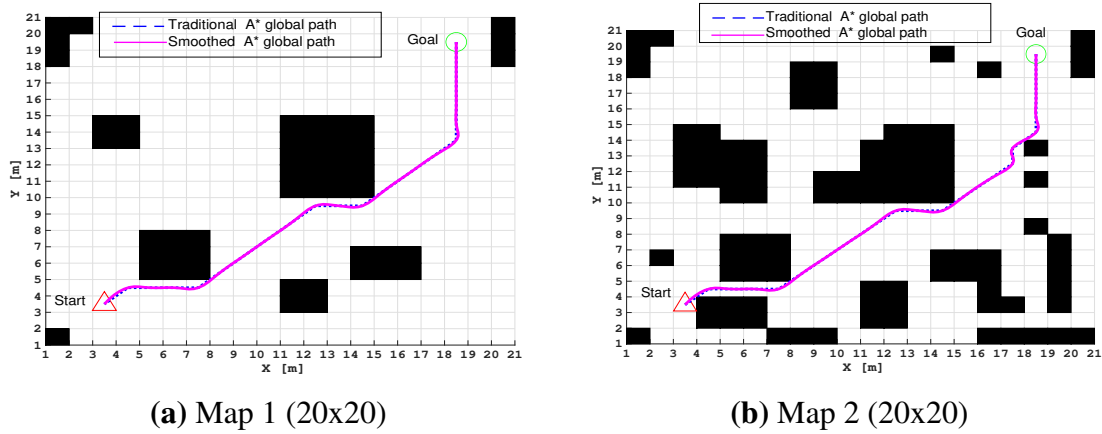 Traditional A* global path
Smoothed A* global path
Goal
Start
Y [m]
21
20
19
18
17
16
15
14
13
12
11
10
9
8
7
6
5
4
3
2
1
1 2 3 4 5 6 7 8 9 10 11 12 13 14 15 16 17 18 19 20 21
X [m]
(a) Map 1 (20x20)
Traditional A* global path
Smoothed A* global path
Goal
Start
Y [m]
21
20
19
18
17
16
15
14
13
12
11
10
9
8
7
6
5
4
3
2
1
1 2 3 4 5 6 7 8 9 10 11 12 13 14 15 16 17 18 19 20 21
X [m]
(b) Map 2 (20x20)